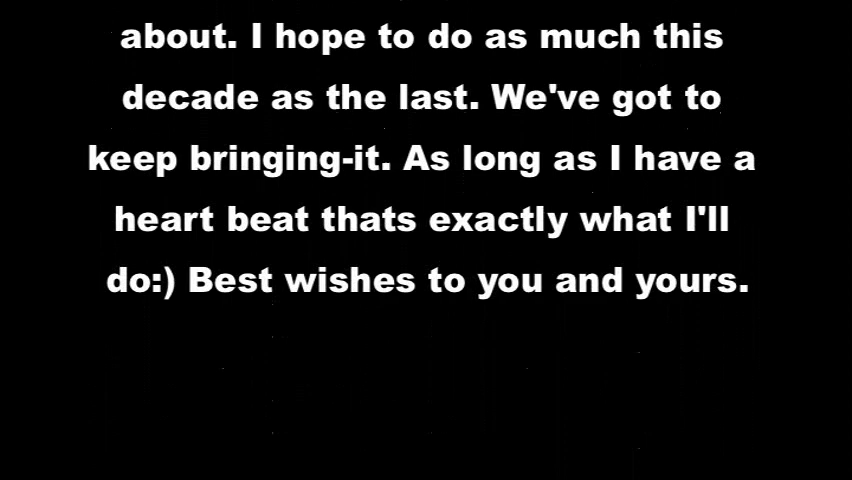 about. I hope to do as much this
decade as the last. We've got to
keep bringing-it. As long as I have a
heart beat thats exactly what I'll
do:) Best wishes to you and yours.